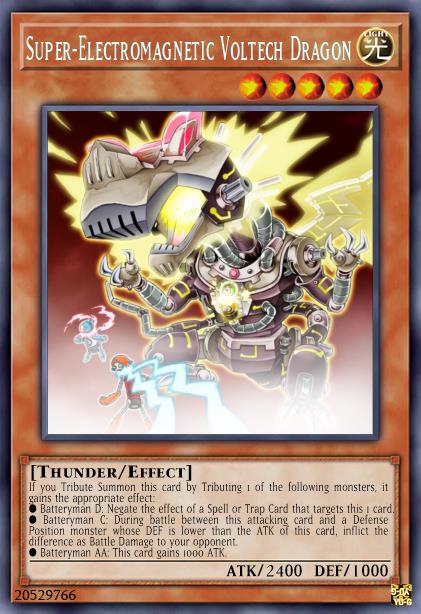 SUPER-ELECTROMAGNETIC VOLTECH DRAGON
LIGHT
光
[THUNDER/EFFECT]
If you Tribute Summon this card by Tributing 1 of the following monsters, it
gains the appropriate effect:
● Batteryman D: Negate the effect of a Spell or Trap Card that targets this 1 card.
● Batteryman C: During battle between this attacking card and a Defense
Position monster whose DEF is lower than the ATK of this card, inflict the
difference as Battle Damage to your opponent.
● Batteryman AA: This card gains 1000 ATK.
ATK/2400 DEF/1000
20529766